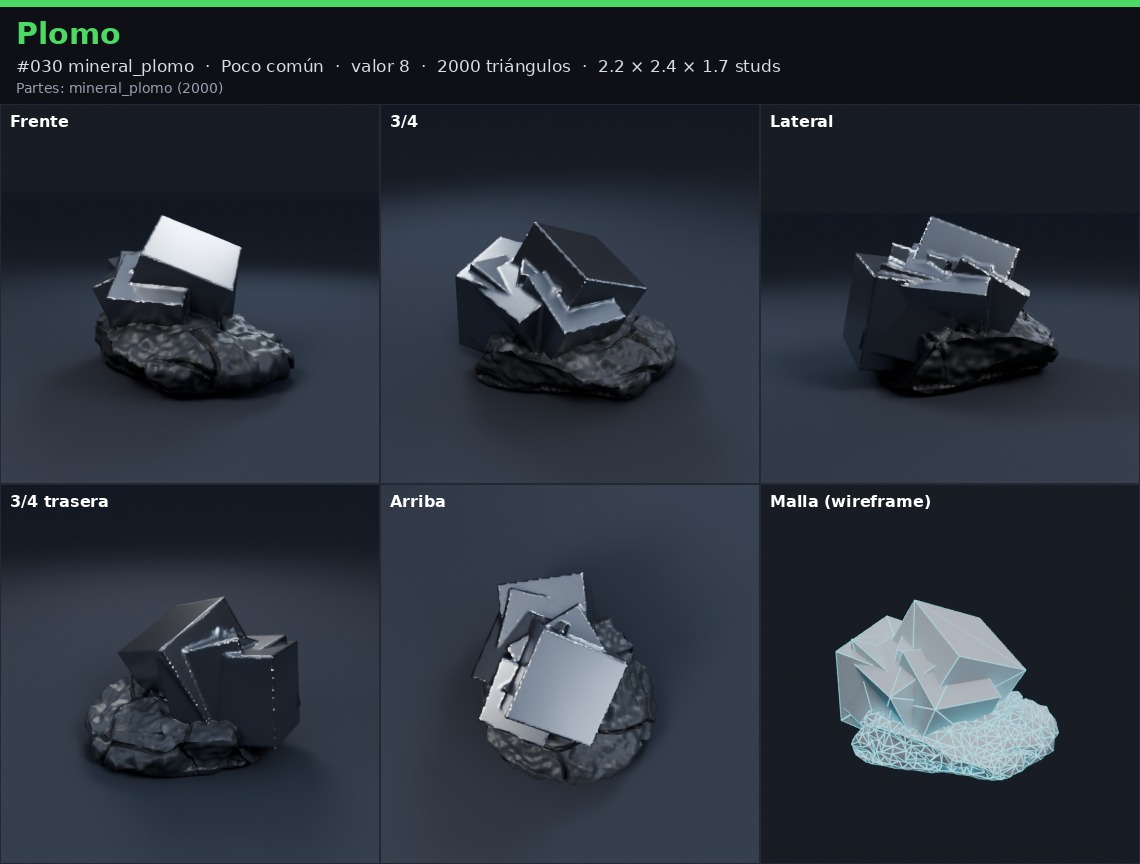 Plomo
#030 mineral_plomo · Poco común · valor 8 · 2000 triángulos · 2.2 × 2.4 × 1.7 studs
Partes: mineral_plomo (2000)
Frente
3/4
Lateral
3/4 trasera
Arriba
Malla (wireframe)